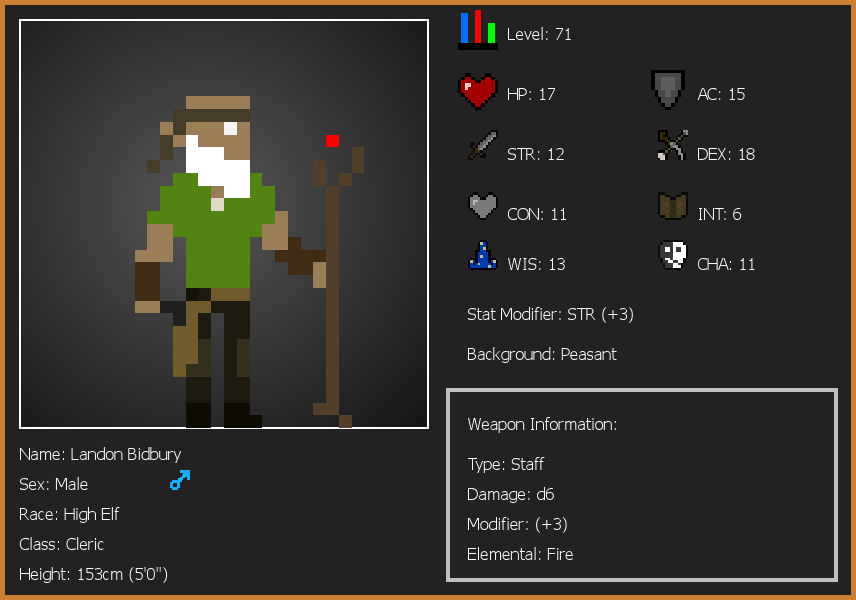 Level: 71
HP: 17
AC: 15
STR: 12
DEX: 18
CON: 11
INT: 6
WIS: 13
CHA: 11
Stat Modifier: STR (+3)
Background: Peasant
Weapon Information:
Type: Staff
Damage: d6
Modifier: (+3)
Elemental: Fire
Name: Landon Bidbury
Sex: Male
Race: High Elf
Class: Cleric
Height: 153cm (5'0")